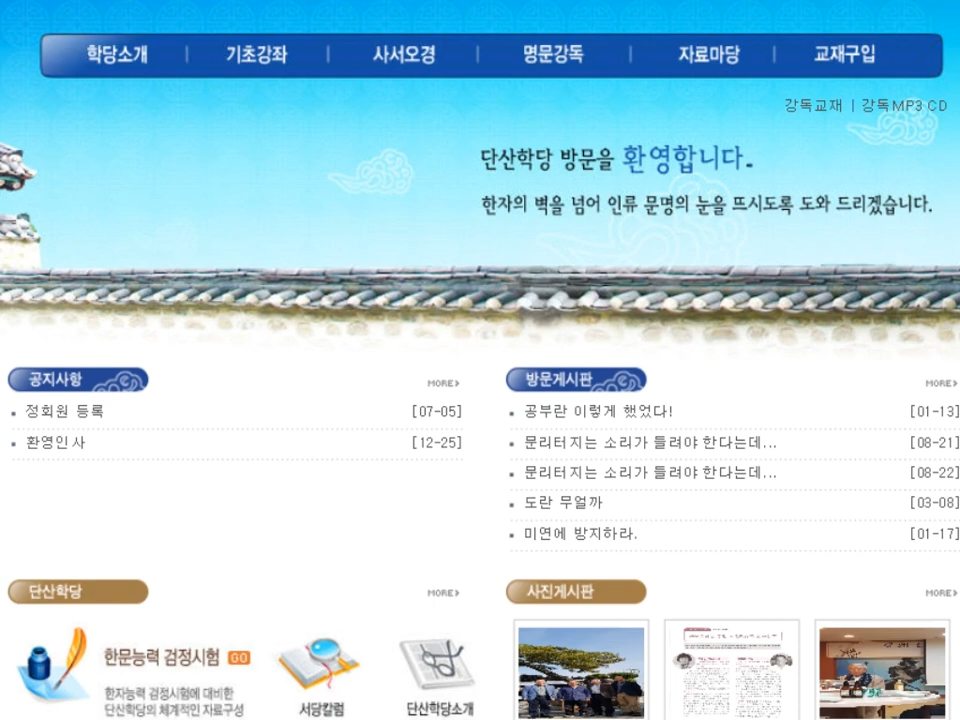 학당소개 | 기초강좌 | 사서오경 | 명문강독 | 자료마당 | 교재구입
강독교재 | 강독MP3 CD
단산학당 방문을 환영합니다.
한자의 벽을 넘어 인류 문명의 눈을 뜨시도록 도와 드리겠습니다.
공지사항 MORE
정회원 등록 [07-05]
환영인사 [12-25]
방문게시판 MORE
공부란 이렇게 했었다! [01-13]
문리터지는 소리가 들려야 한다는데... [08-21]
문리터지는 소리가 들려야 한다는데... [08-22]
도란 무얼까 [03-08]
미연에 방지하라. [01-17]
단산학당 MORE
한문능력 검정시험 GO
한자능력 검정시험에 대비한
단산학당의 체계적인 자료구성
서당칼럼
단산학당소개
사진게시판 MORE